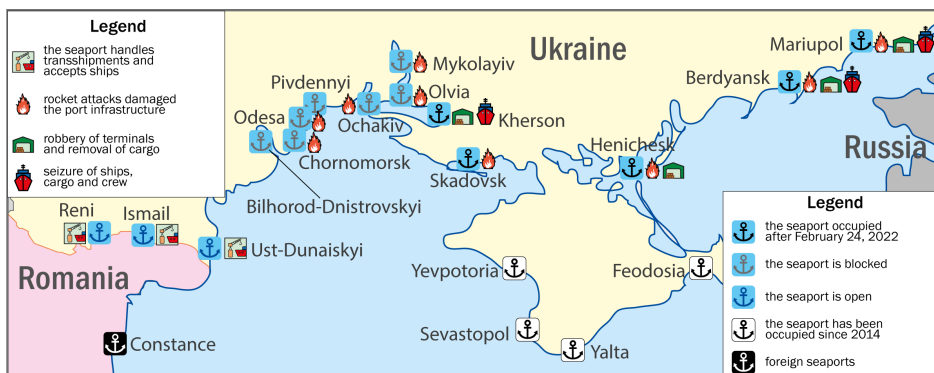 Legend
the seaport handles
transshipments and
accepts ships
rocket attacks damaged
the port infrastructure
robbery of terminals
and removal of cargo
seizure of ships,
cargo and crew
Ukraine
Mariupol
Berdyansk
Mykolayiv
Olvia
Pivdennyi
Odesa
Ochakiv
Kherson
Chornomorsk
Skadovsk
Henichesk
Russia
Bilhorod-Dnistrovskyi
Reni
Ismail
Ust-Dunaiskyi
Romania
Yevpotoria
Feodosia
Sevastopol
Yalta
Constance
Legend
the seaport occupied
after February 24, 2022
the seaport is blocked
the seaport is open
the seaport has been
occupied since 2014
foreign seaports